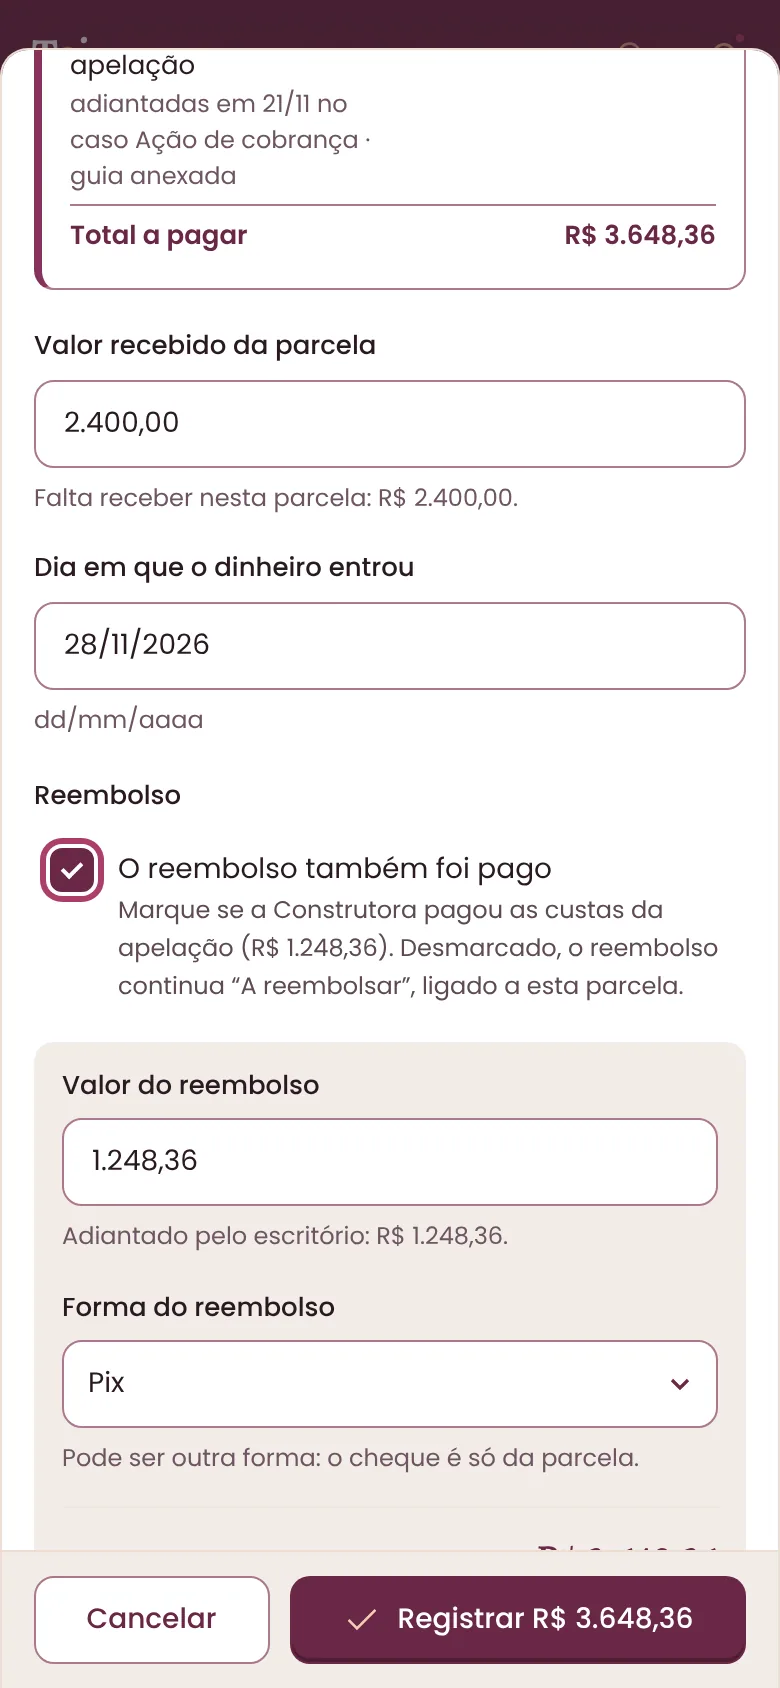 apelação
adiantadas em 21/11 no
caso Ação de cobrança ·
guia anexada
Total a pagar R$ 3.648,36
Valor recebido da parcela
2.400,00
Falta receber nesta parcela: R$ 2.400,00.
Dia em que o dinheiro entrou
28/11/2026
dd/mm/aaaa
Reembolso
O reembolso também foi pago
Marque se a Construtora pagou as custas da
apelação (R$ 1.248,36). Desmarcado, o reembolso
continua “A reembolsar”, ligado a esta parcela.
Valor do reembolso
1.248,36
Adiantado pelo escritório: R$ 1.248,36.
Forma do reembolso
Pix
Pode ser outra forma: o cheque é só da parcela.
Cancelar
Registrar R$ 3.648,36